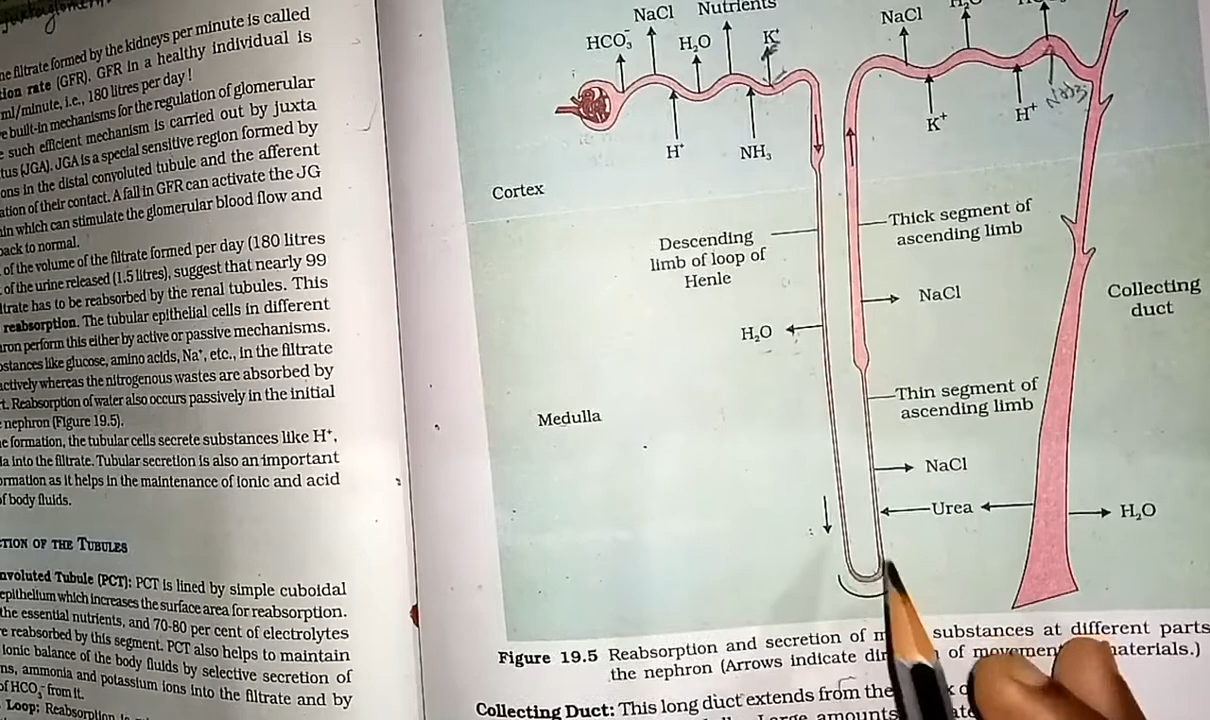 ne filtrate formed by the kidneys per minute is called
tion rate (GFR). GFR in a healthy individual is
ml/minute, i.e., 180 litres per day !
e built-in mechanisms for the regulation of glomerular
such efficient mechanism is carried out by juxta
tus (JGA). JGA is a special sensitive region formed by
ons in the distal convoluted tubule and the afferent
ation of their contact. A fall in GFR can activate the JG
in which can stimulate the glomerular blood flow and
back to normal.
of the volume of the filtrate formed per day (180 litres
of the urine released (1.5 litres), suggest that nearly 99
ltrate has to be reabsorbed by the renal tubules. This
reabsorption. The tubular epithelial cells in different
ron perform this either by active or passive mechanisms.
bstances like glucose, amino acids, Na⁺, etc., in the filtrate
actively whereas the nitrogenous wastes are absorbed by
t. Reabsorption of water also occurs passively in the initial
nephron (Figure 19.5).
e formation, the tubular cells secrete substances like H⁺,
ia into the filtrate. Tubular secretion is also an important
ormation as it helps in the maintenance of ionic and acid
of body fluids.
TION OF THE TUBULES
nvoluted Tubule (PCT): PCT is lined by simple cuboidal
epithelium which increases the surface area for reabsorption.
the essential nutrients, and 70-80 per cent of electrolytes
e reabsorbed by this segment. PCT also helps to maintain
ionic balance of the body fluids by selective secretion of
ns, ammonia and potassium ions into the filtrate and by
of HCO₃⁻ from it.
Loop: Reabsorption
NaCl Nutrients
HCO₃⁻ H₂O K⁺
H⁺ NH₃
NaCl H₂O
K⁺ H⁺
Cortex
Descending
limb of loop of
Henle
Thick segment of
ascending limb
NaCl
Collecting
duct
H₂O
Medulla
Thin segment of
ascending limb
NaCl
Urea
H₂O
Figure 19.5 Reabsorption and secretion of substances at different parts
the nephron (Arrows indicate of movement materials.)
Collecting Duct: This long duct extends from the
amounts